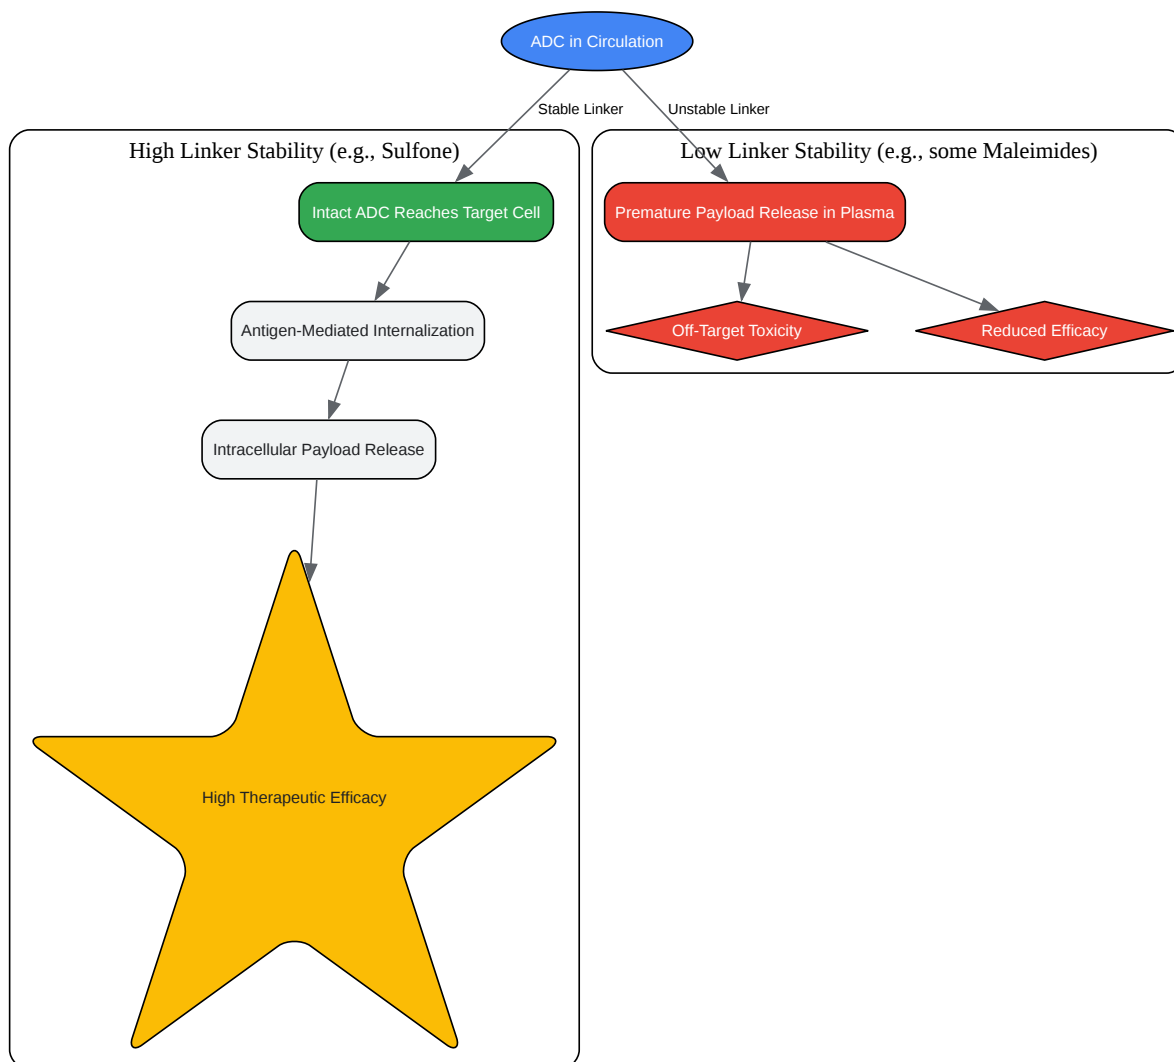 ADC in Circulation
Stable Linker
Unstable Linker
High Linker Stability (e.g., Sulfone)
Intact ADC Reaches Target Cell
Antigen-Mediated Internalization
Intracellular Payload Release
High Therapeutic Efficacy
Low Linker Stability (e.g., some Maleimides)
Premature Payload Release in Plasma
Off-Target Toxicity
Reduced Efficacy